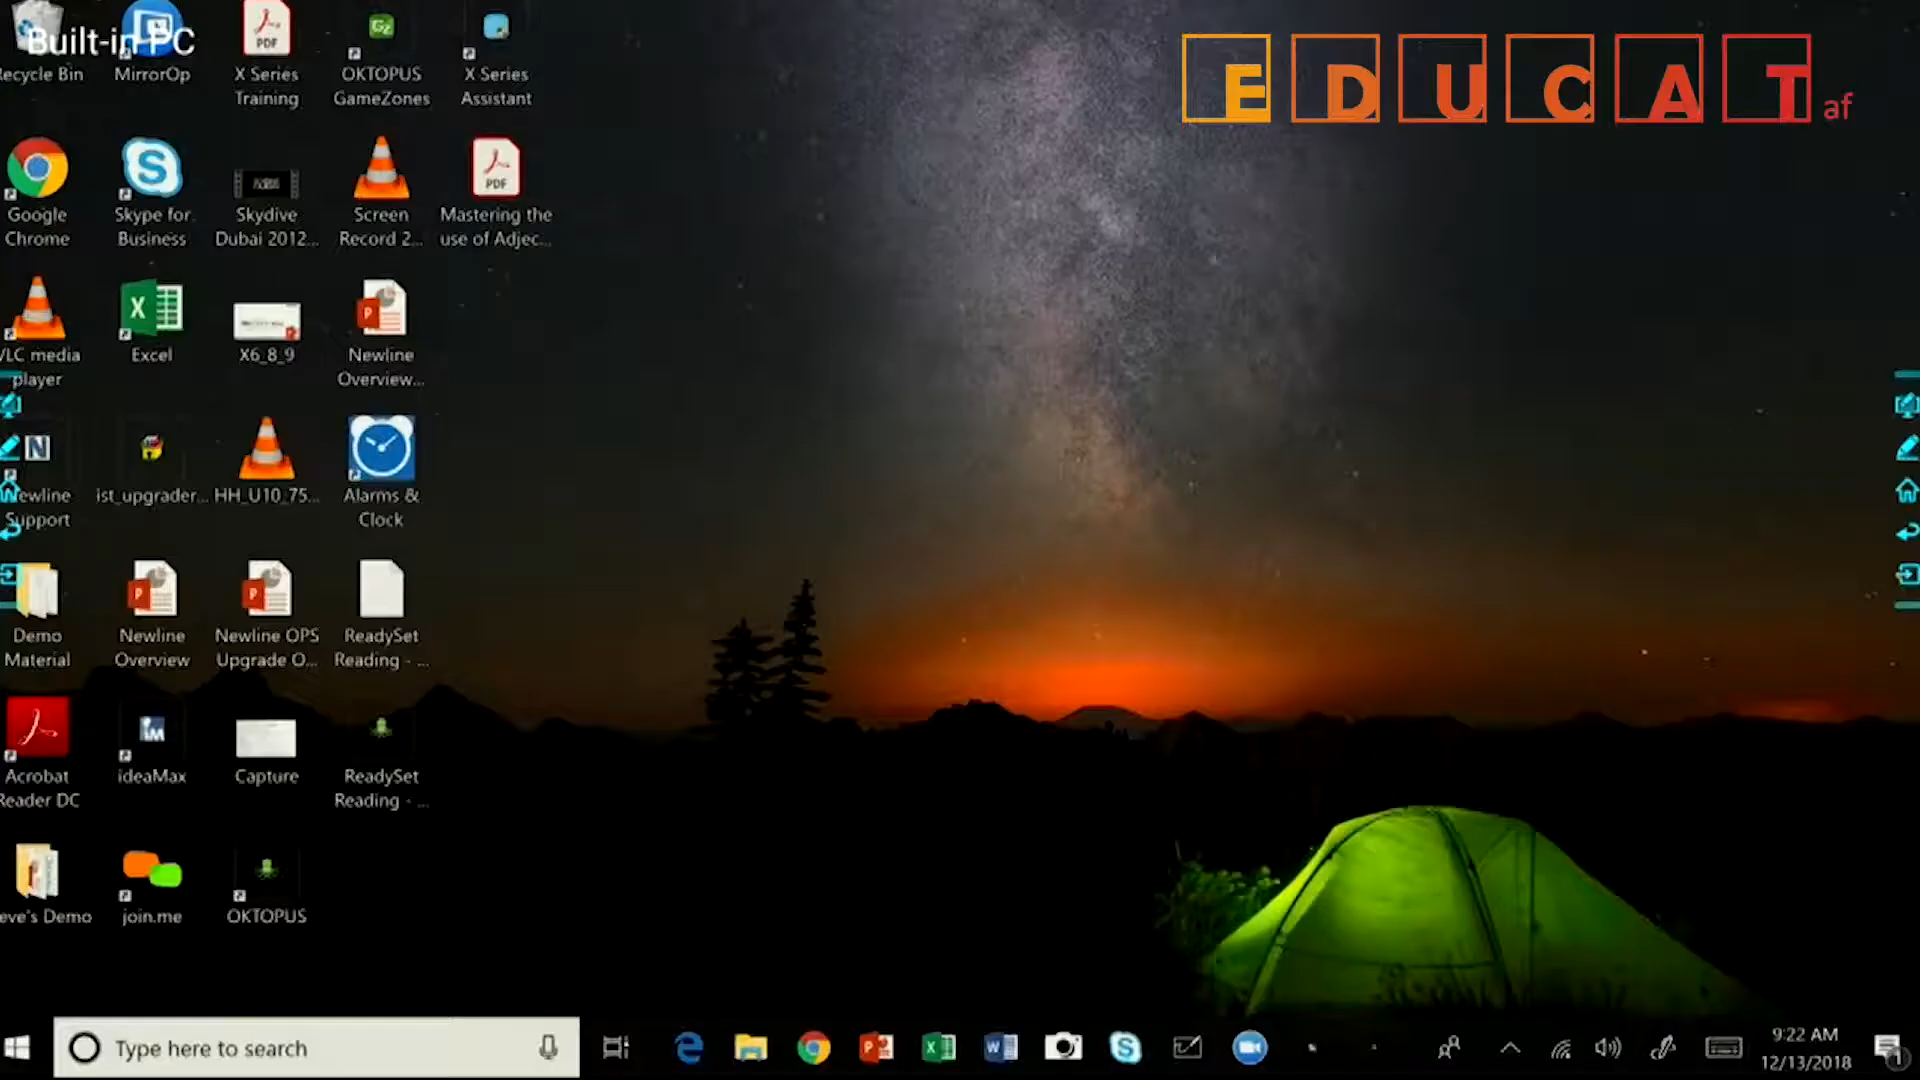 Built-in PC
EDUCAT af
ecycle Bin
MirrorOp
X Series
Training
OKTOPUS
GameZones
X Series
Assistant
Google
Chrome
Skype for
Business
Skydive
Dubai 2012...
Screen
Record 2...
Mastering the
use of Adjec...
VLC media
player
Excel
X6_8_9
Newline
Overview...
Newline
Support
ist_upgrader...
HH_U10_75...
Alarms &
Clock
Demo
Material
Newline
Overview
Newline OPS
Upgrade O...
ReadySet
Reading - ...
Acrobat
Reader DC
ideaMax
Capture
ReadySet
Reading - ...
eve's Demo
join.me
OKTOPUS
Type here to search
9:22 AM
12/13/2018